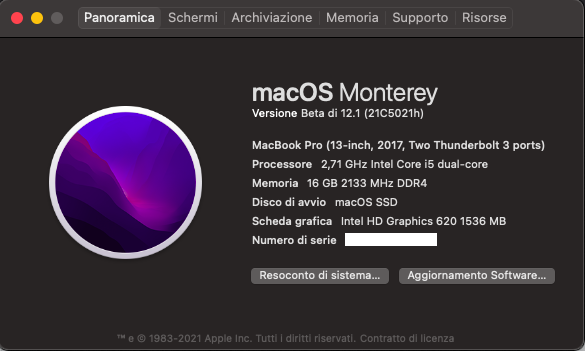 Panoramica Schermi Archiviazione Memoria Supporto Risorse
macOS Monterey
Versione Beta di 12.1 (21C5021h)
MacBook Pro (13-inch, 2017, Two Thunderbolt 3 ports)
Processore 2,71 GHz Intel Core i5 dual-core
Memoria 16 GB 2133 MHz DDR4
Disco di avvio macOS SSD
Scheda grafica Intel HD Graphics 620 1536 MB
Numero di serie
Resoconto di sistema... Aggiornamento Software...
™ e © 1983-2021 Apple Inc. Tutti i diritti riservati. Contratto di licenza